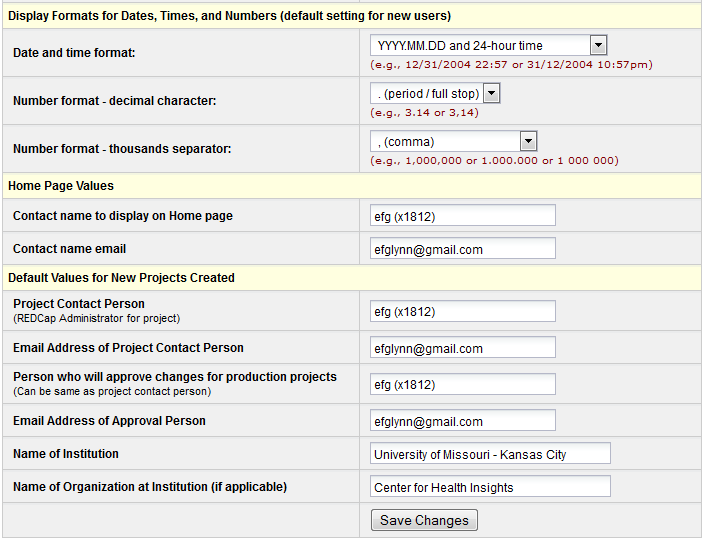 Display Formats for Dates, Times, and Numbers (default setting for new users)
Date and time format:
YYYY.MM.DD and 24-hour time
(e.g., 12/31/2004 22:57 or 31/12/2004 10:57pm)
Number format - decimal character:
. (period / full stop)
(e.g., 3.14 or 3,14)
Number format - thousands separator:
, (comma)
(e.g., 1,000,000 or 1.000.000 or 1 000 000)
Home Page Values
Contact name to display on Home page
efg (x1812)
Contact name email
efglynn@gmail.com
Default Values for New Projects Created
Project Contact Person
(REDCap Administrator for project)
efg (x1812)
Email Address of Project Contact Person
efglynn@gmail.com
Person who will approve changes for production projects
(Can be same as project contact person)
efg (x1812)
Email Address of Approval Person
efglynn@gmail.com
Name of Institution
University of Missouri - Kansas City
Name of Organization at Institution (if applicable)
Center for Health Insights
Save Changes